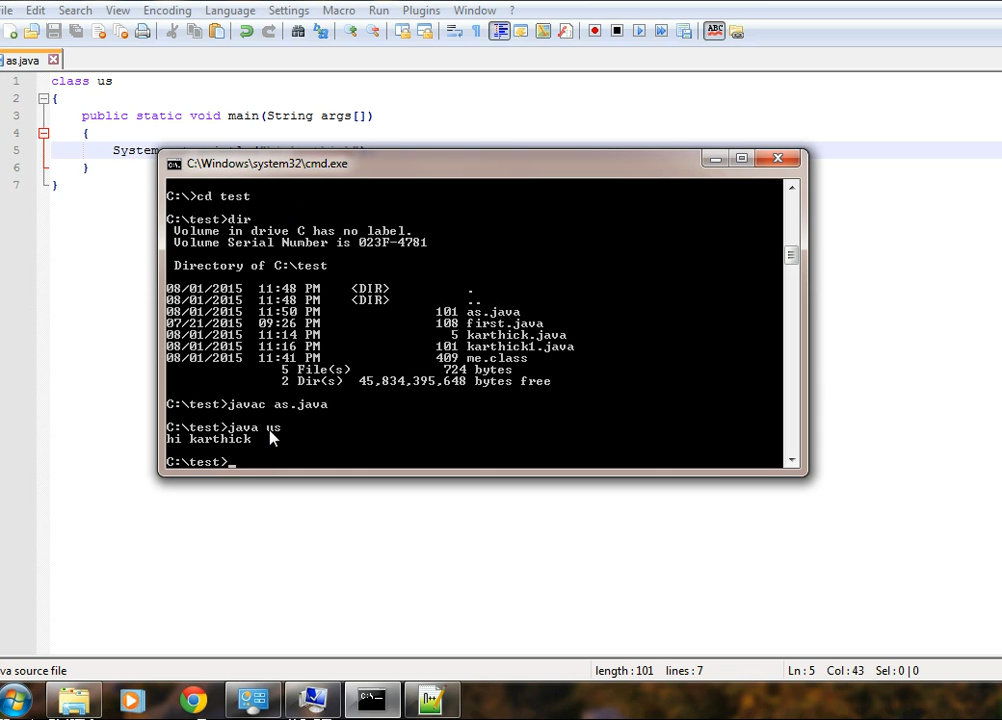 File Edit Search View Encoding Language Settings Macro Run Plugins Window ?
ABC
as.java
1 class us
2 {
3 public static void main(String args[])
4 {
5 System
6 }
7 }
C:\Windows\system32\cmd.exe
C:\>cd test
C:\test>dir
Volume in drive C has no label.
Volume Serial Number is 023F-4781
Directory of C:\test
08/01/2015 11:48 PM <DIR> .
08/01/2015 11:48 PM <DIR> ..
08/01/2015 11:50 PM 101 as.java
07/21/2015 09:26 PM 108 first.java
08/01/2015 11:14 PM 5 karthick.java
08/01/2015 11:16 PM 101 karthick1.java
08/01/2015 11:41 PM 409 me.class
5 File(s) 724 bytes
2 Dir(s) 45,834,395,648 bytes free
C:\test>javac as.java
C:\test>java us
hi karthick
C:\test>_
va source file length : 101 lines : 7 Ln : 5 Col : 43 Sel : 0 | 0